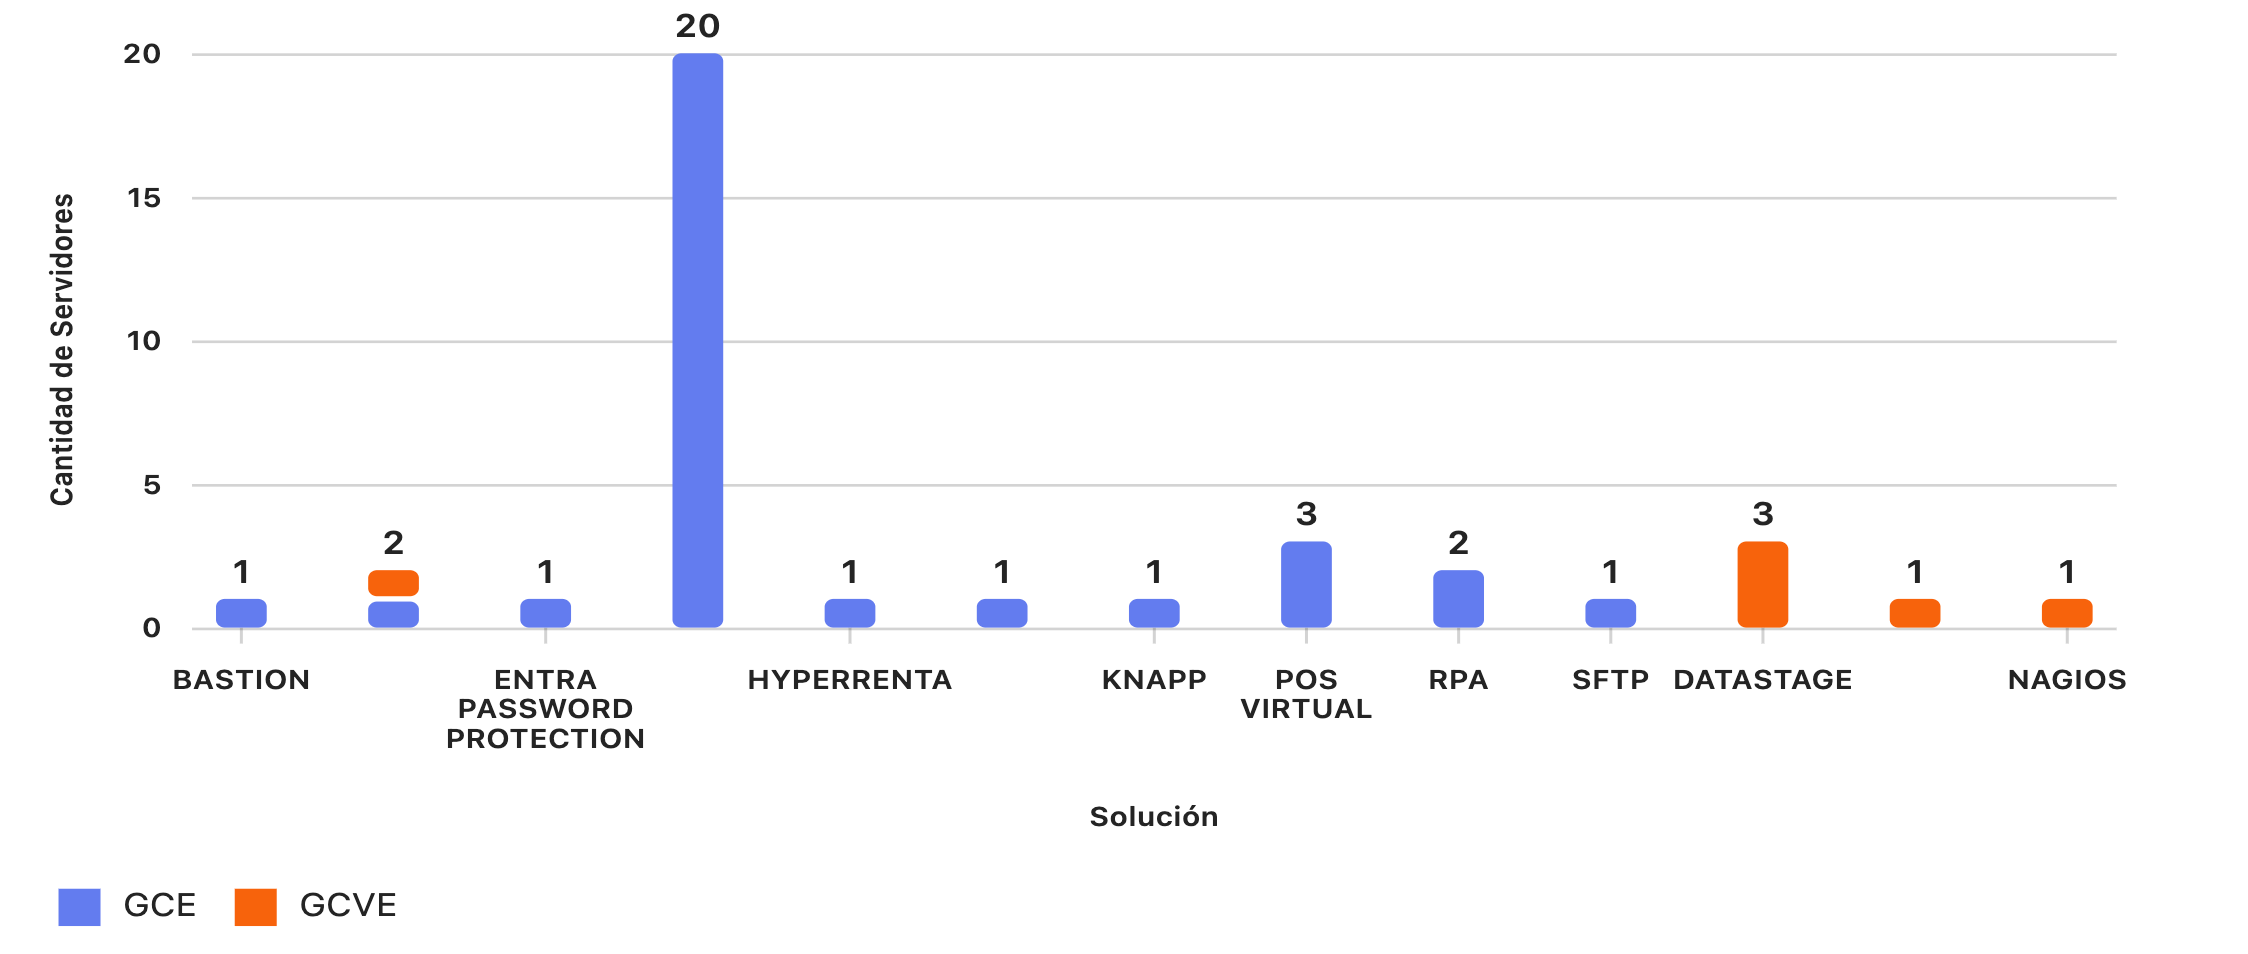 20
20
15
10
5
0
Cantidad de Servidores
1
2
1
1
1
1
3
2
1
3
1
1
BASTION
ENTRA
PASSWORD
PROTECTION
HYPERRENTA
KNAPP
POS
VIRTUAL
RPA
SFTP
DATASTAGE
NAGIOS
Solución
GCE
GCVE